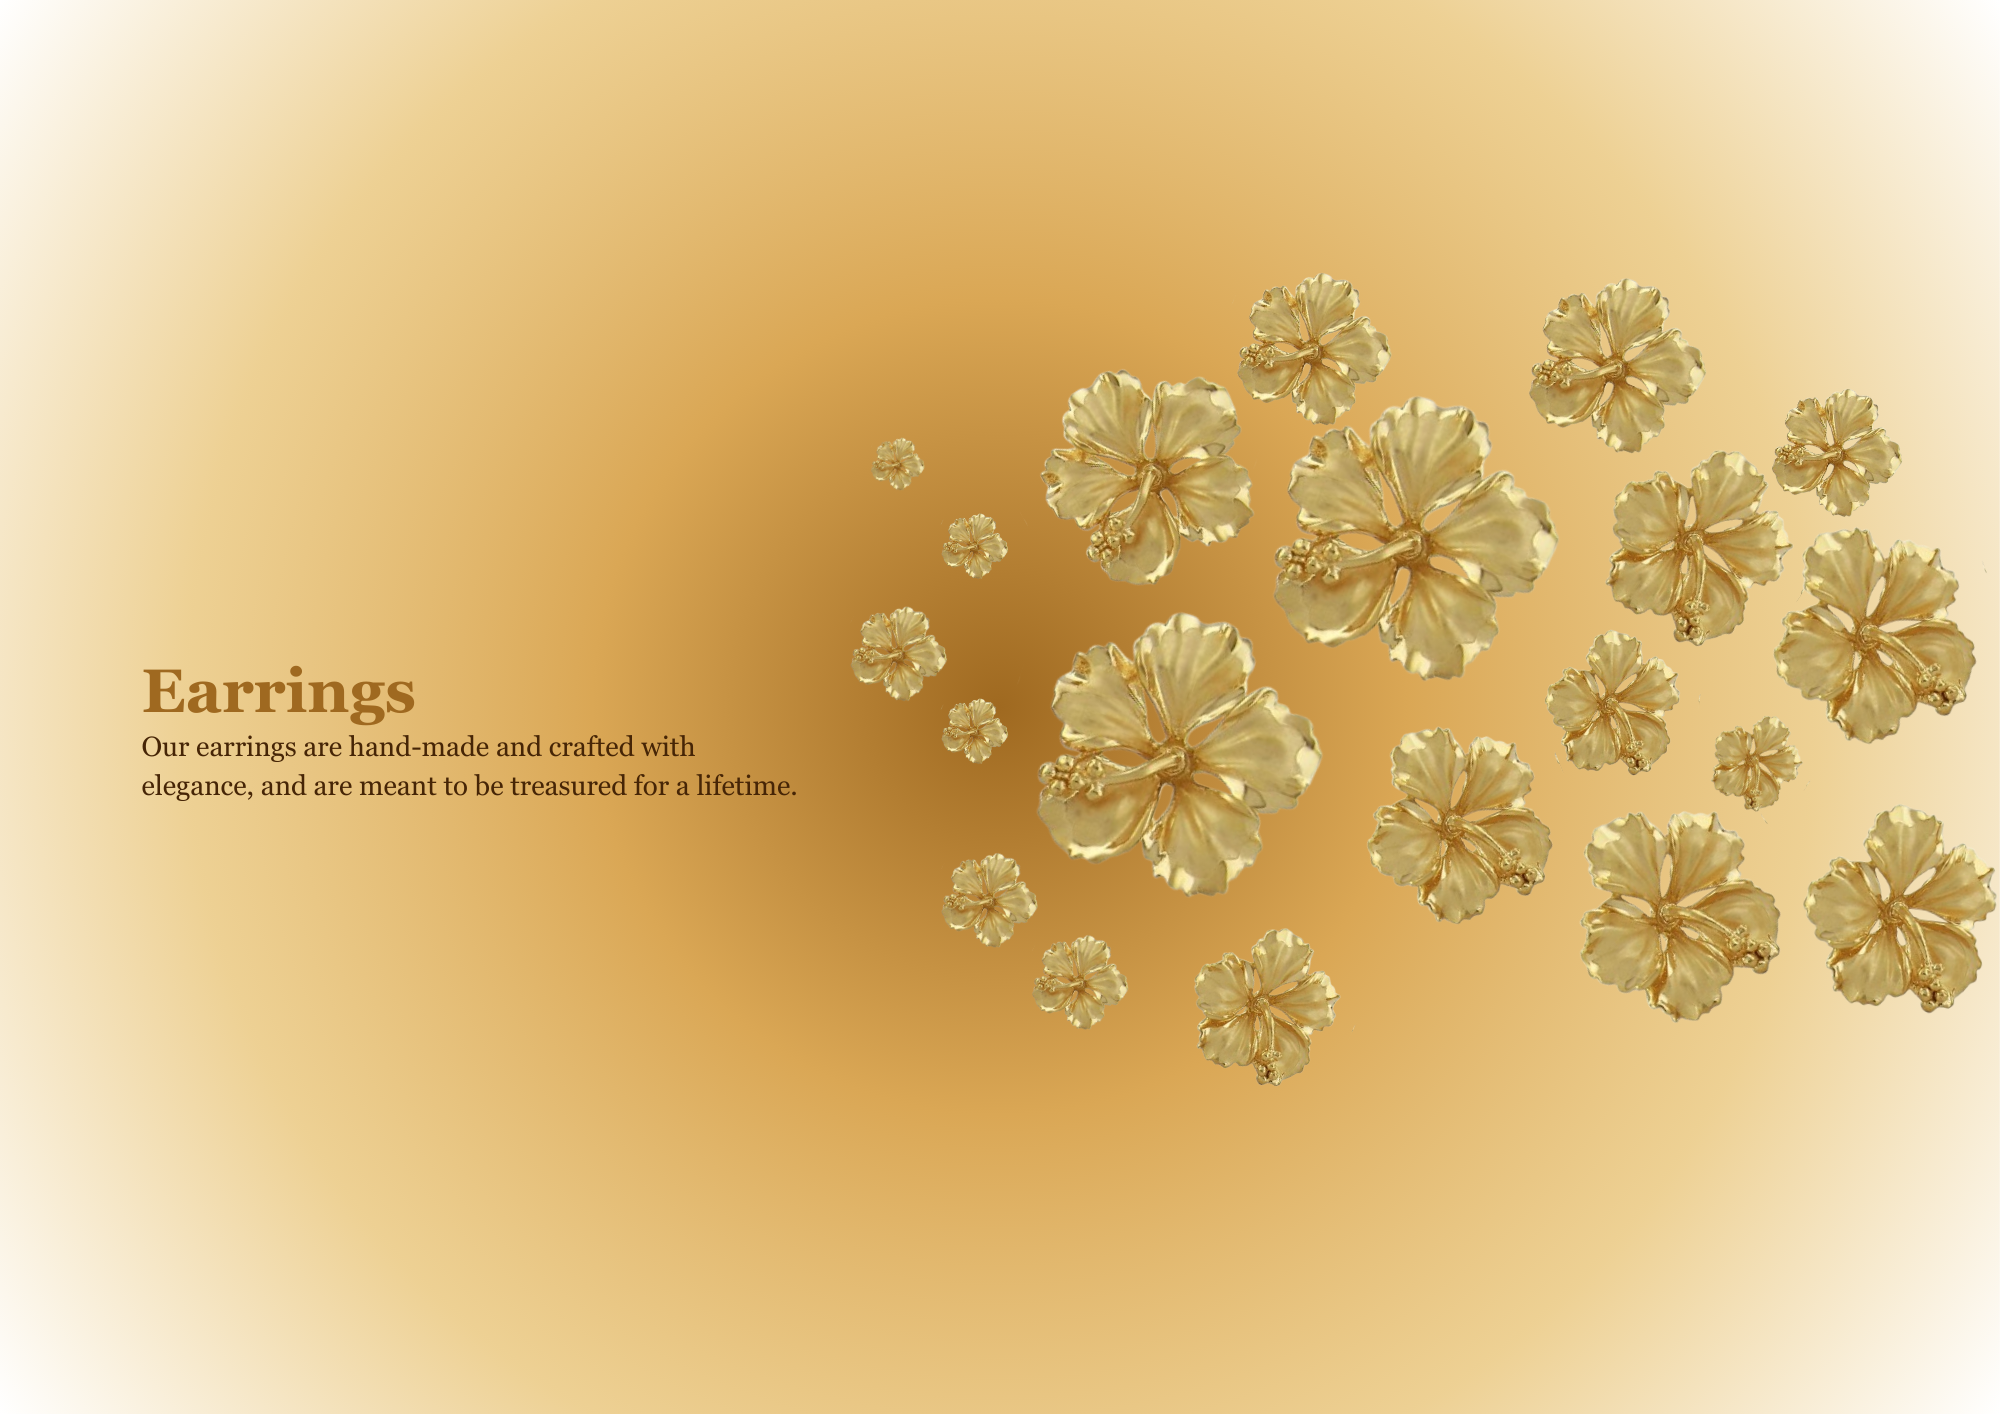 Earrings
Our earrings are hand-made and crafted with
elegance, and are meant to be treasured for a lifetime.